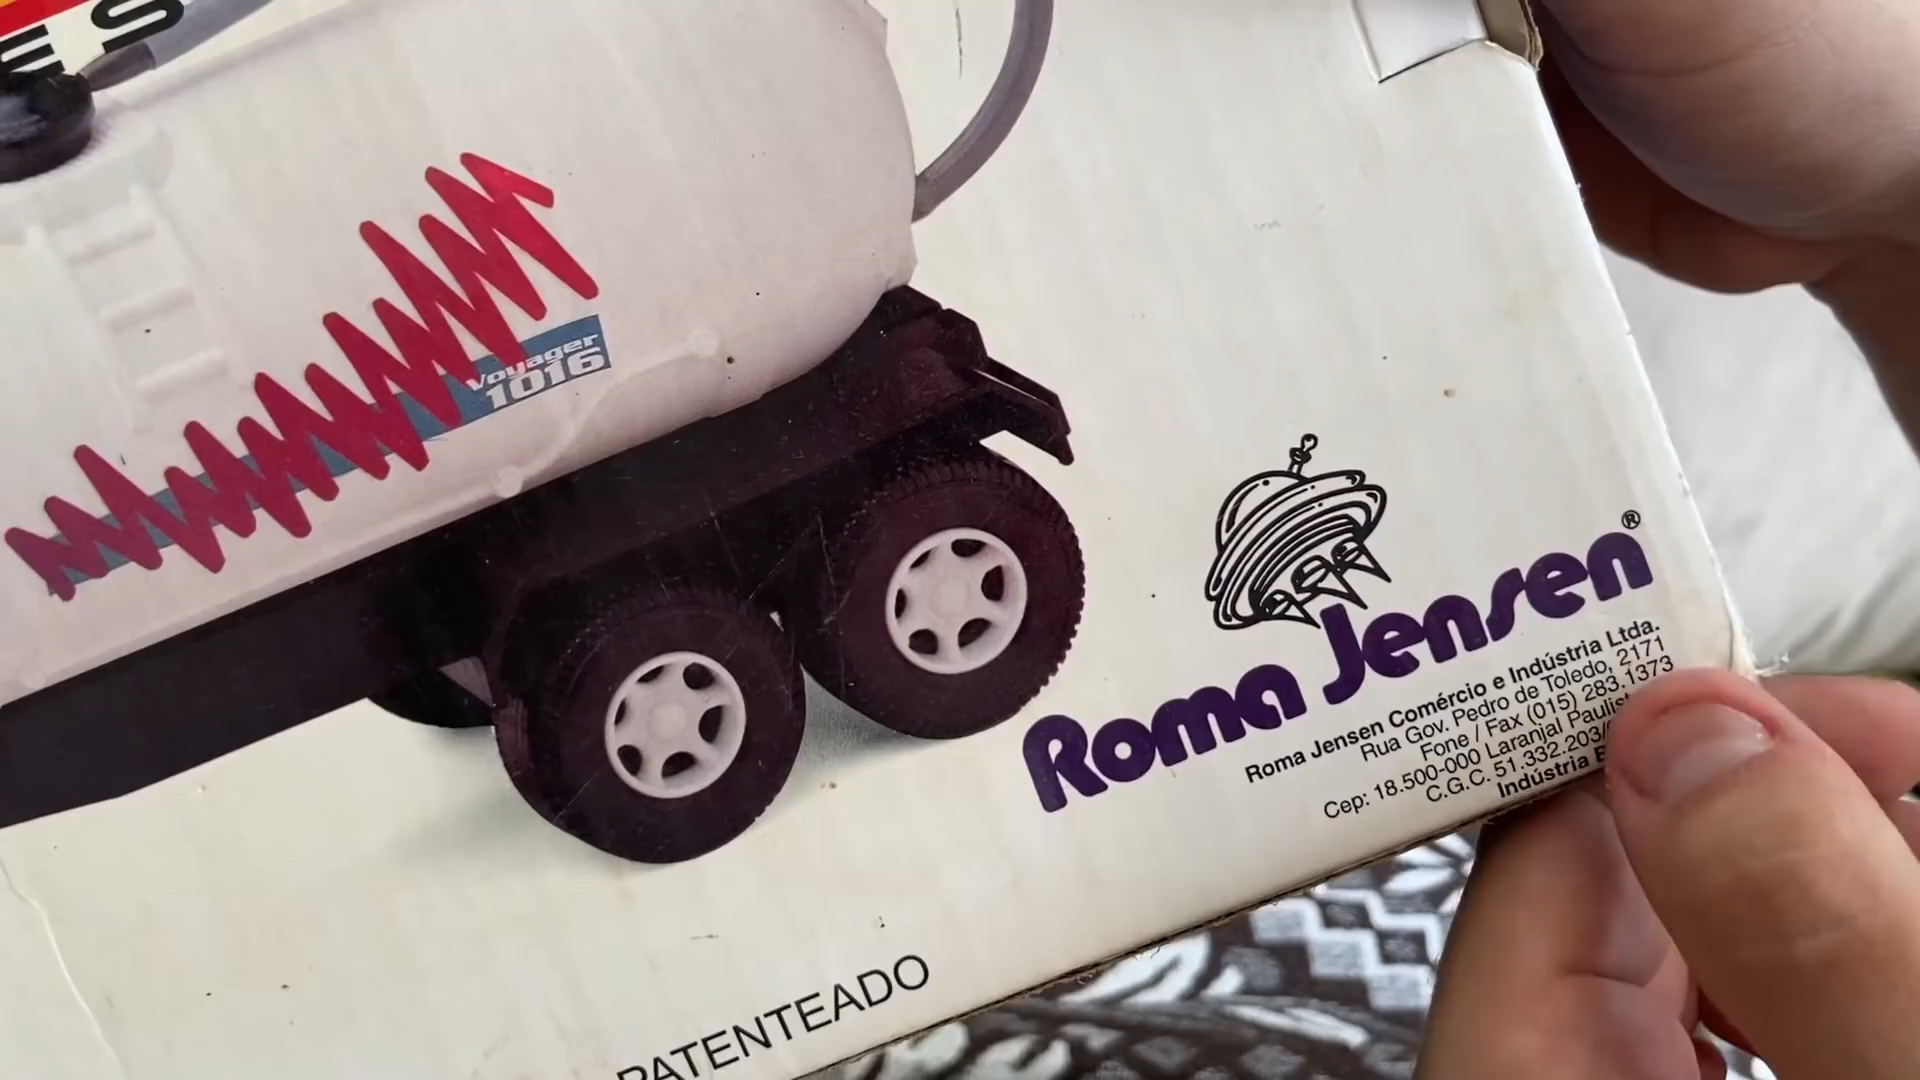 ES
Voyager
1016
Roma Jensen®
Roma Jensen Comércio e Indústria Ltda.
Rua Gov. Pedro de Toledo, 2171
Fone / Fax (015) 283.1373
Cep: 18.500-000 Laranjal
C.G.C. 51.332.203/
Indústria
PATENTEADO